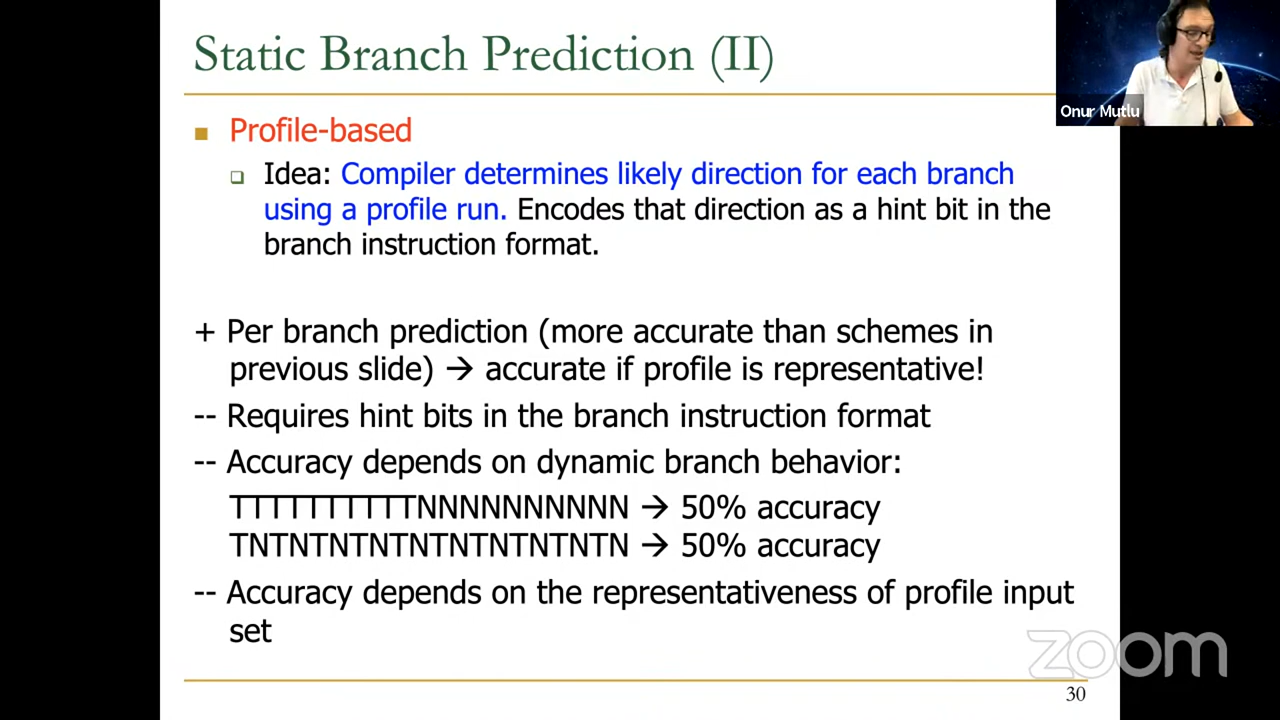 Static Branch Prediction (II)
Onur Mutlu
Profile-based
Idea: Compiler determines likely direction for each branch
using a profile run. Encodes that direction as a hint bit in the
branch instruction format.
+ Per branch prediction (more accurate than schemes in
previous slide) → accurate if profile is representative!
-- Requires hint bits in the branch instruction format
-- Accuracy depends on dynamic branch behavior:
TTTTTTTTTTNNNNNNNNNN → 50% accuracy
TNTNTNTNTNTNTNTNTNTN → 50% accuracy
-- Accuracy depends on the representativeness of profile input
set
zoom
30